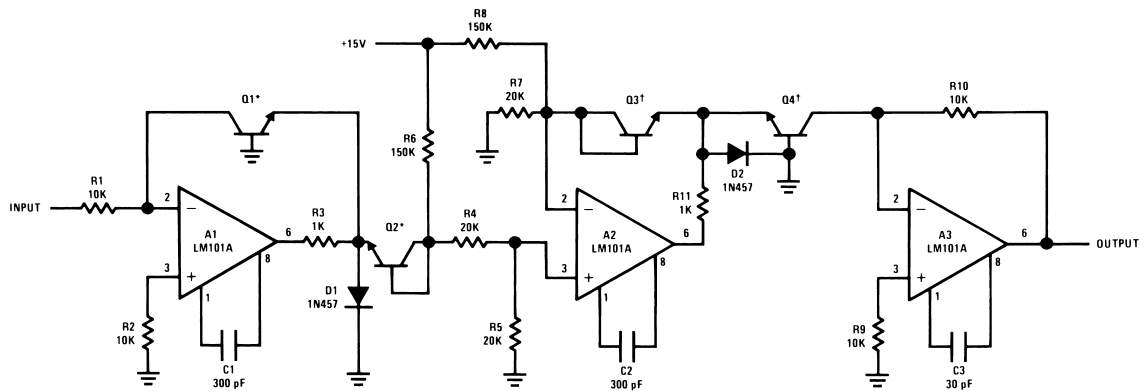 R8
150K
+15V
R7
20K
Q3†
Q4†
R10
10K
Q1*
R6
150K
D2
1N457
R1
10K
R11
1K
INPUT
2
−
A1
LM101A
R3
1K
6
8
3
+
1
Q2*
R4
20K
2
−
A2
LM101A
6
8
3
+
1
2
−
A3
LM101A
6
8
3
+
1
OUTPUT
D1
1N457
R2
10K
R5
20K
R9
10K
C1
300 pF
C2
300 pF
C3
30 pF